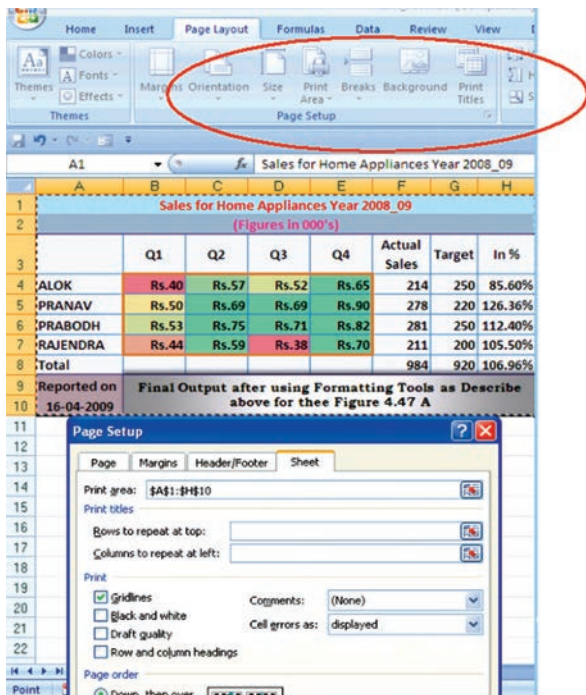 Home Insert Page Layout Formulas Data Review View
Colors
Aa
A Fonts
Themes Effects
Margins Orientation Size Print Area Breaks Background Print Titles
Themes Page Setup
A1 fx Sales for Home Appliances Year 2008_09
A B C D E F G H
1 Sales for Home Appliances Year 2008_09
2 (Figures in 000's)
3 Q1 Q2 Q3 Q4 Actual Sales Target In %
4 ALOK Rs.40 Rs.57 Rs.52 Rs.65 214 250 85.60%
5 PRANAV Rs.50 Rs.69 Rs.69 Rs.90 278 220 126.36%
6 PRABODH Rs.53 Rs.75 Rs.71 Rs.82 281 250 112.40%
7 RAJENDRA Rs.44 Rs.59 Rs.38 Rs.70 211 200 105.50%
8 Total 984 920 106.96%
9 Reported on Final Output after using Formatting Tools as Describe
10 16-04-2009 above for thee Figure 4.47 A
11
12 Page Setup
13 Page Margins Header/Footer Sheet
14 Print area: $A$1:$H$10
15 Print titles
16 Rows to repeat at top:
17 Columns to repeat at left:
18 Print
19 Gridlines Comments: (None)
20 Black and white Cell errors as: displayed
21 Draft quality
22 Row and column headings
Page order
Point Down, then over